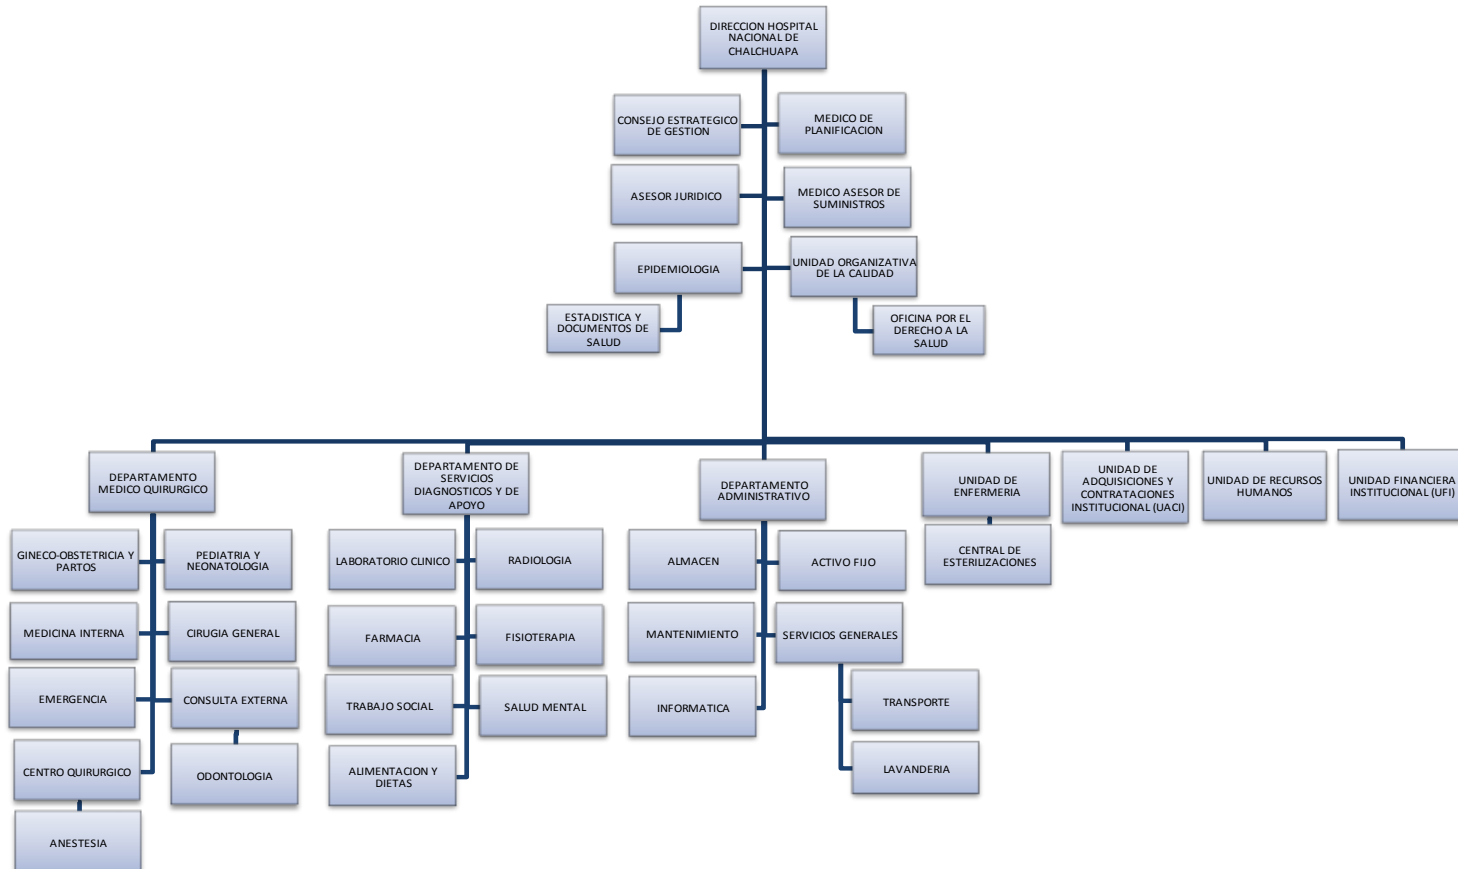 DIRECCION HOSPITAL
NACIONAL DE
CHALCHUAPA
CONSEJO ESTRATEGICO
DE GESTION
MEDICO DE
PLANIFICACION
ASESOR JURIDICO
MEDICO ASESOR DE
SUMINISTROS
EPIDEMIOLOGIA
UNIDAD ORGANIZATIVA
DE LA CALIDAD
ESTADISTICA Y
DOCUMENTOS DE
SALUD
OFICINA POR EL
DERECHO A LA
SALUD
DEPARTAMENTO
MEDICO QUIRURGICO
DEPARTAMENTO DE
SERVICIOS
DIAGNOSTICOS Y DE
APOYO
DEPARTAMENTO
ADMINISTRATIVO
UNIDAD DE
ENFERMERIA
UNIDAD DE
ADQUISICIONES Y
CONTRATACIONES
INSTITUCIONAL (UACI)
UNIDAD DE RECURSOS
HUMANOS
UNIDAD FINANCIERA
INSTITUCIONAL (UFI)
GINECO-OBSTETRICIA Y
PARTOS
PEDIATRIA Y
NEONATOLOGIA
LABORATORIO CLINICO
RADIOLOGIA
ALMACEN
ACTIVO FIJO
CENTRAL DE
ESTERILIZACIONES
MEDICINA INTERNA
CIRUGIA GENERAL
FARMACIA
FISIOTERAPIA
MANTENIMIENTO
SERVICIOS GENERALES
EMERGENCIA
CONSULTA EXTERNA
TRABAJO SOCIAL
SALUD MENTAL
INFORMATICA
TRANSPORTE
CENTRO QUIRURGICO
ODONTOLOGIA
ALIMENTACION Y
DIETAS
LAVANDERIA
ANESTESIA